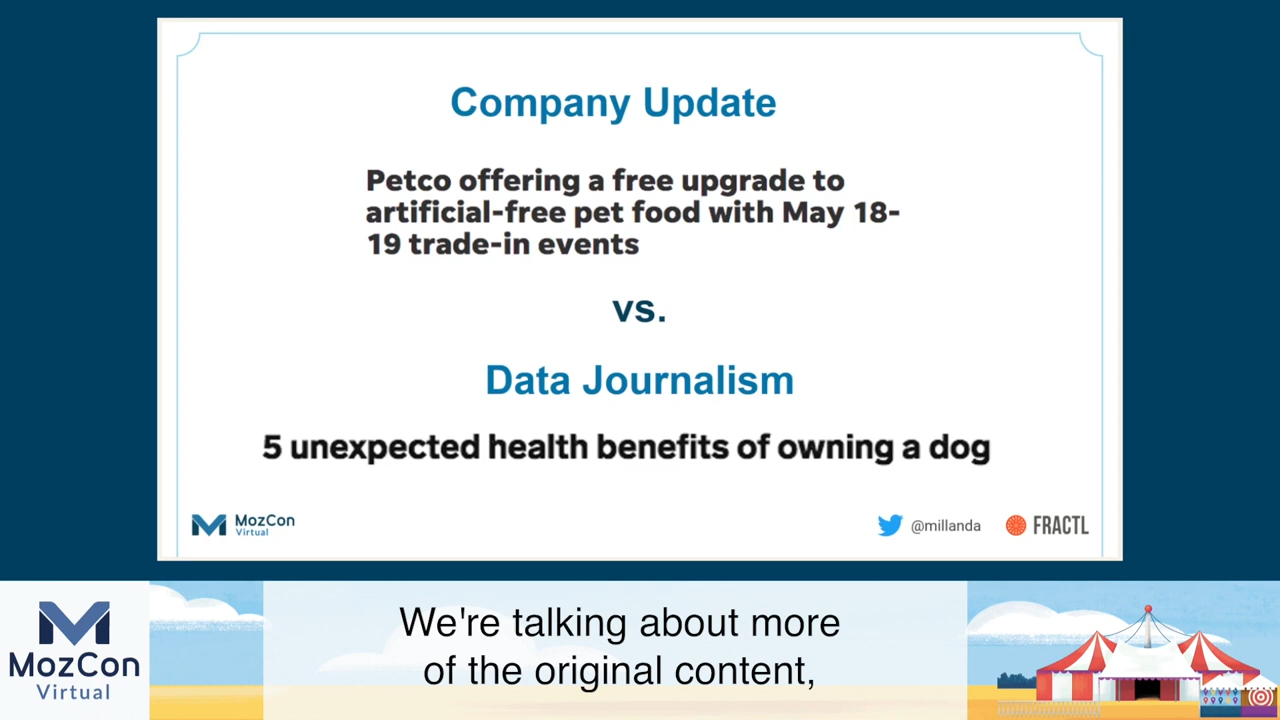 Company Update
Petco offering a free upgrade to
artificial-free pet food with May 18-
19 trade-in events
vs.
Data Journalism
5 unexpected health benefits of owning a dog
MozCon
Virtual
@millanda
FRACTL
We're talking about more
of the original content,
MozCon
Virtual